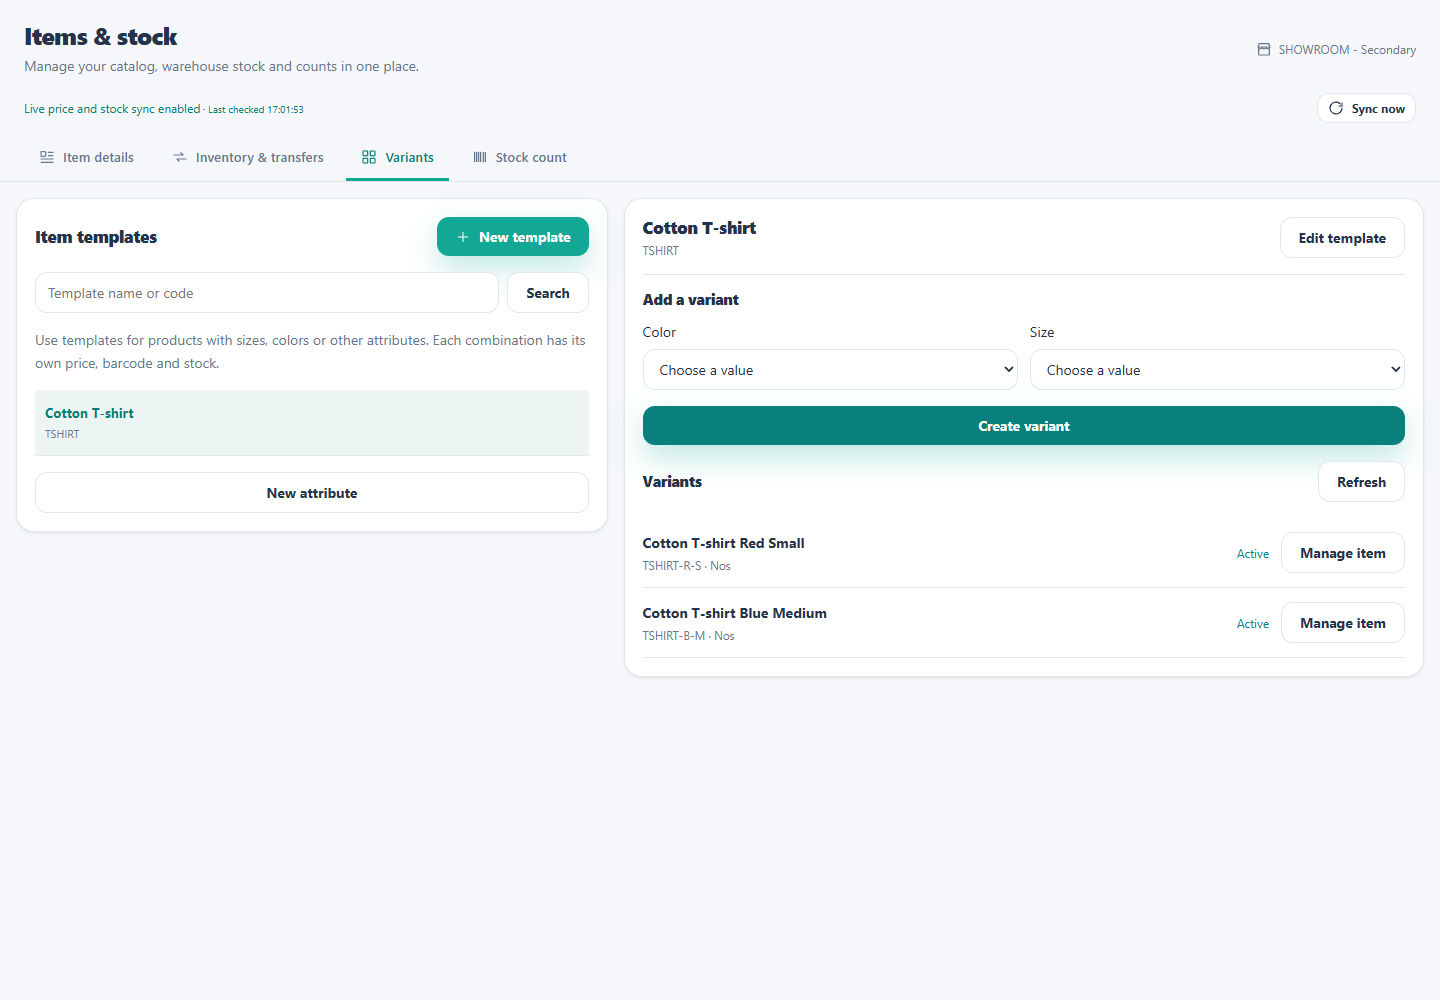 Items & stock
Manage your catalog, warehouse stock and counts in one place.
SHOWROOM - Secondary
Live price and stock sync enabled · Last checked 17:01:53
Sync now
Item details
Inventory & transfers
Variants
Stock count
Item templates
New template
Template name or code
Search
Use templates for products with sizes, colors or other attributes. Each combination has its
own price, barcode and stock.
Cotton T-shirt
TSHIRT
New attribute
Cotton T-shirt
TSHIRT
Edit template
Add a variant
Color
Size
Choose a value
Choose a value
Create variant
Variants
Refresh
Cotton T-shirt Red Small
TSHIRT-R-S · Nos
Active
Manage item
Cotton T-shirt Blue Medium
TSHIRT-B-M · Nos
Active
Manage item